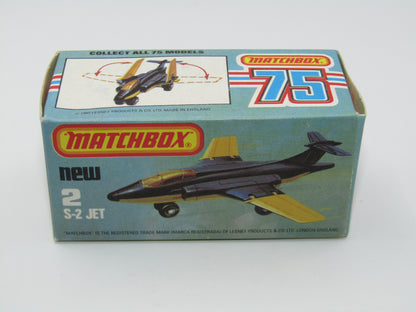 COLLECT ALL 75 MODELS
LESNEY PRODUCTS & CO. LTD. MADE IN ENGLAND
MATCHBOX
75
MATCHBOX®
new
2
S-2 JET
"MATCHBOX" IS THE REGISTERED TRADE MARK (MARCA REGISTRADA) OF LESNEY PRODUCTS & CO. LTD. LONDON ENGLAND